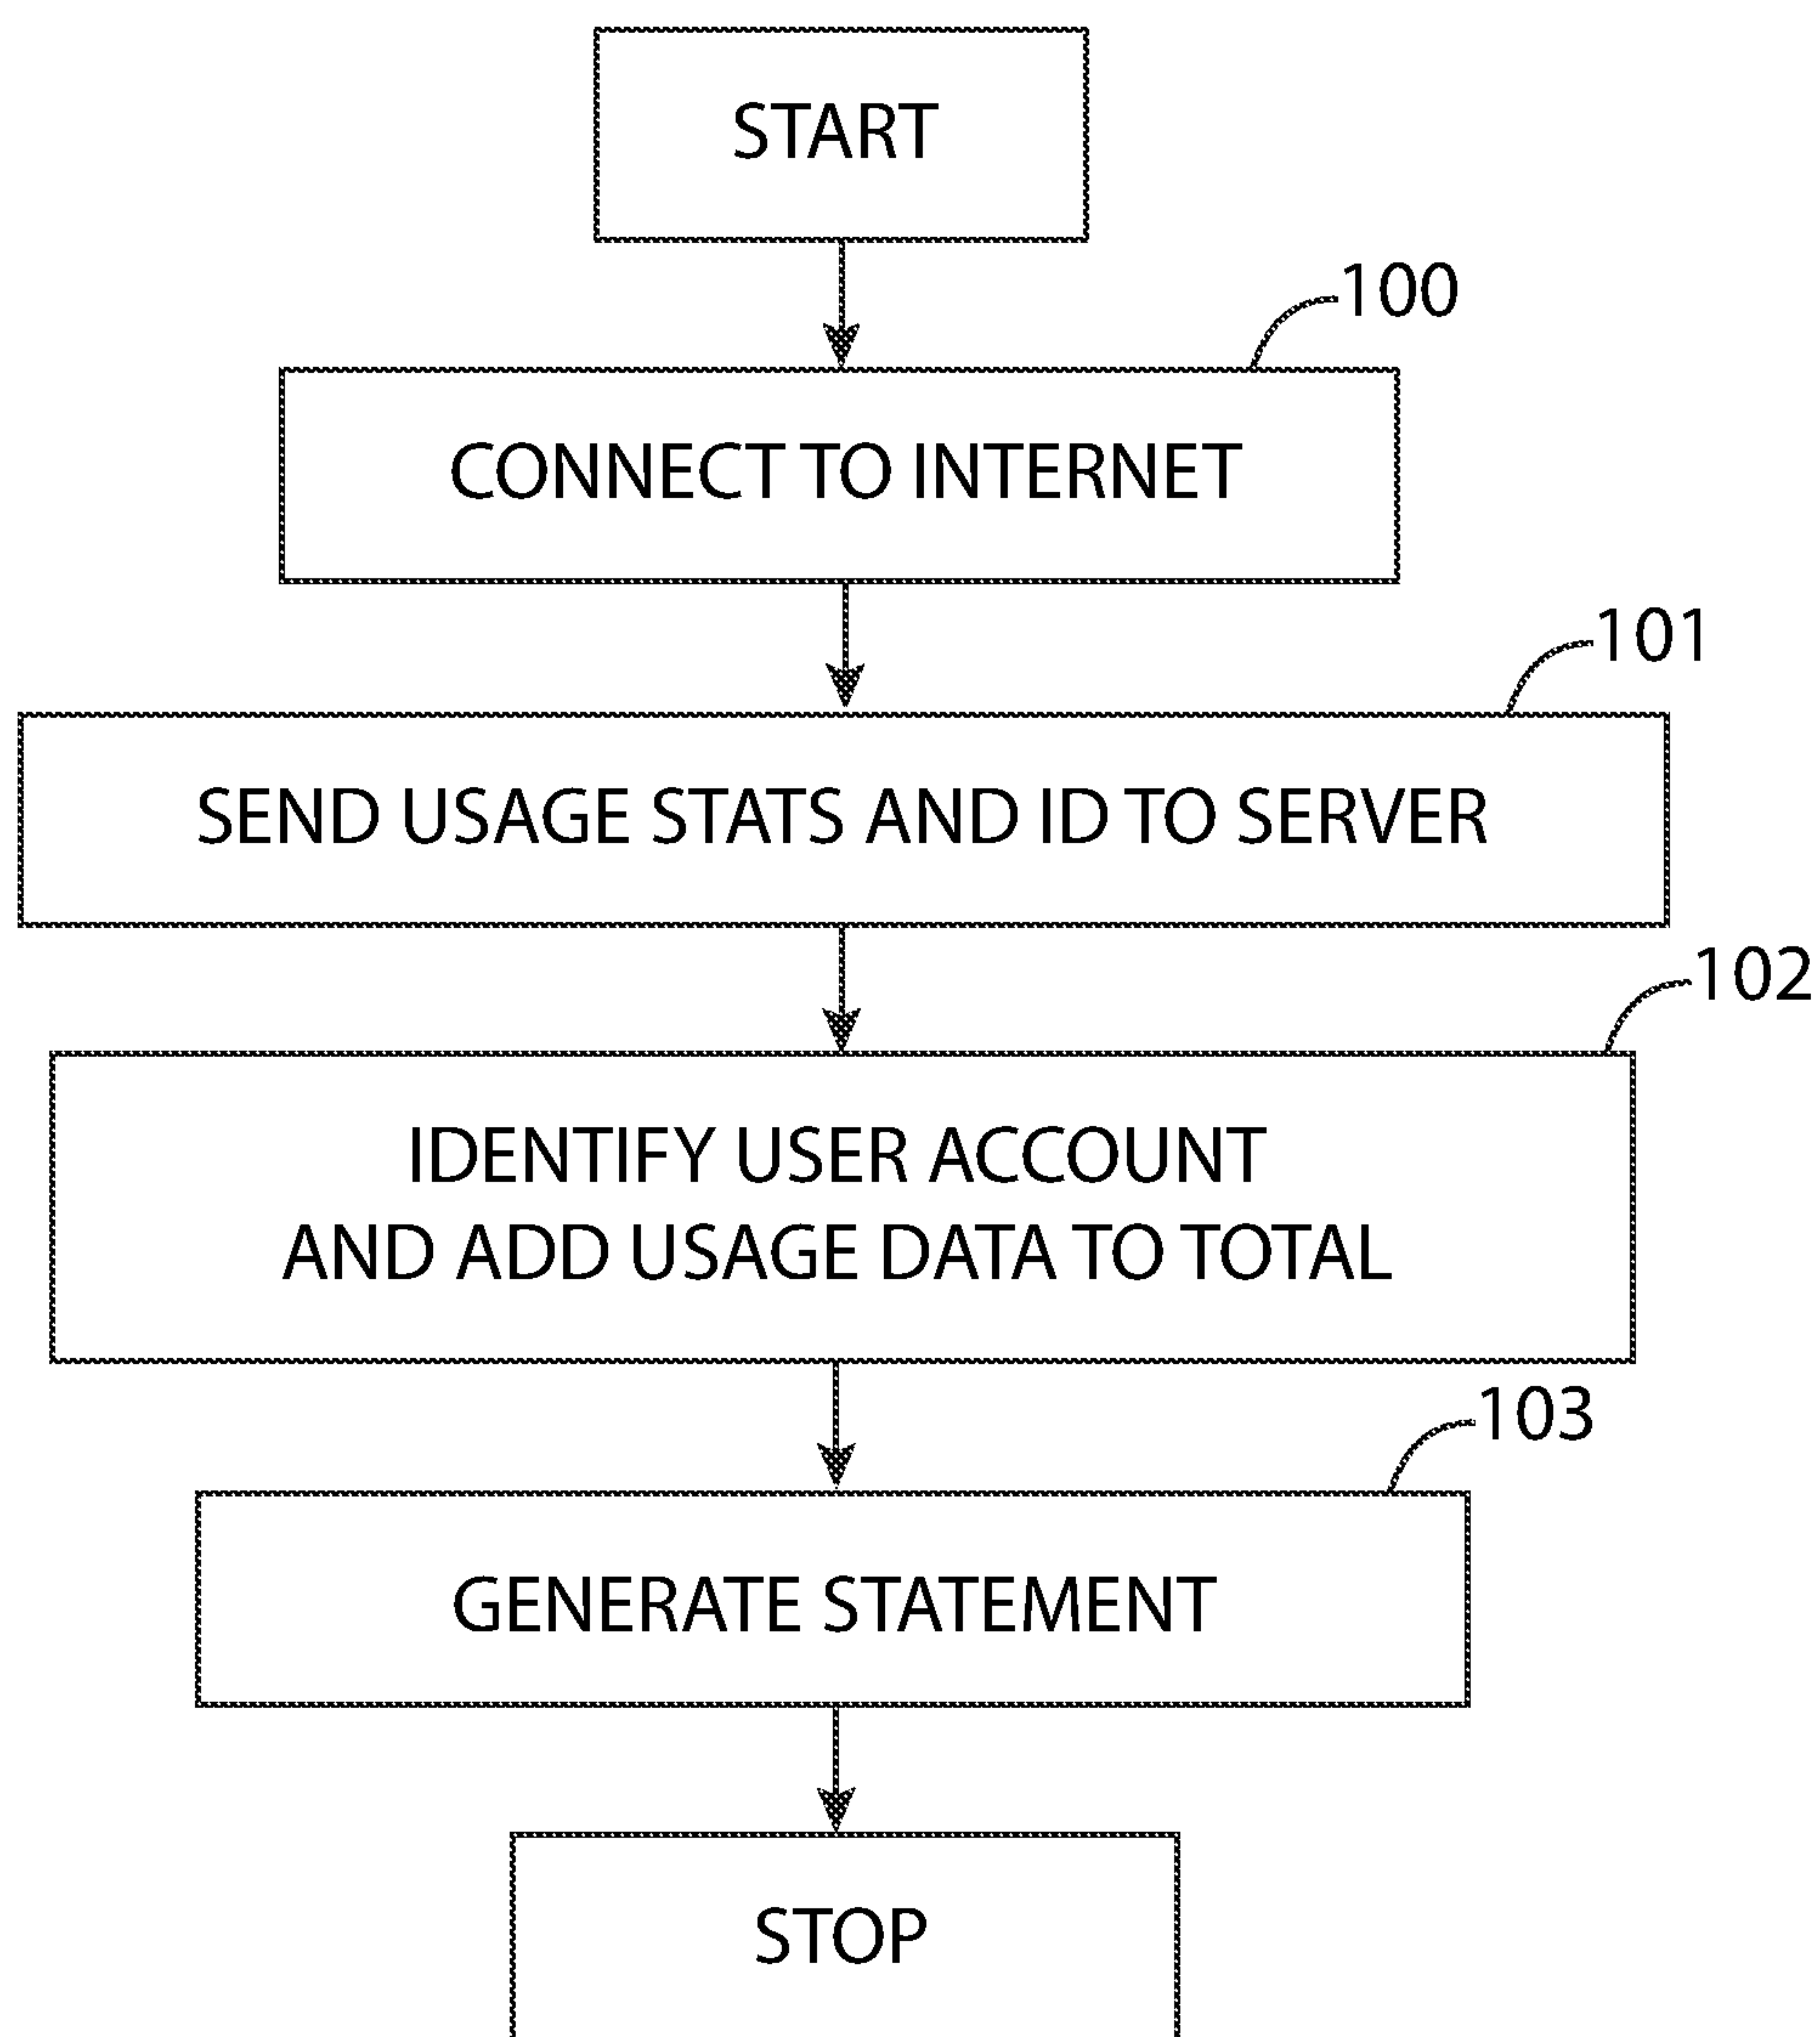 START
100
CONNECT TO INTERNET
101
SEND USAGE STATS AND ID TO SERVER
102
IDENTIFY USER ACCOUNT
AND ADD USAGE DATA TO TOTAL
103
GENERATE STATEMENT
STOP